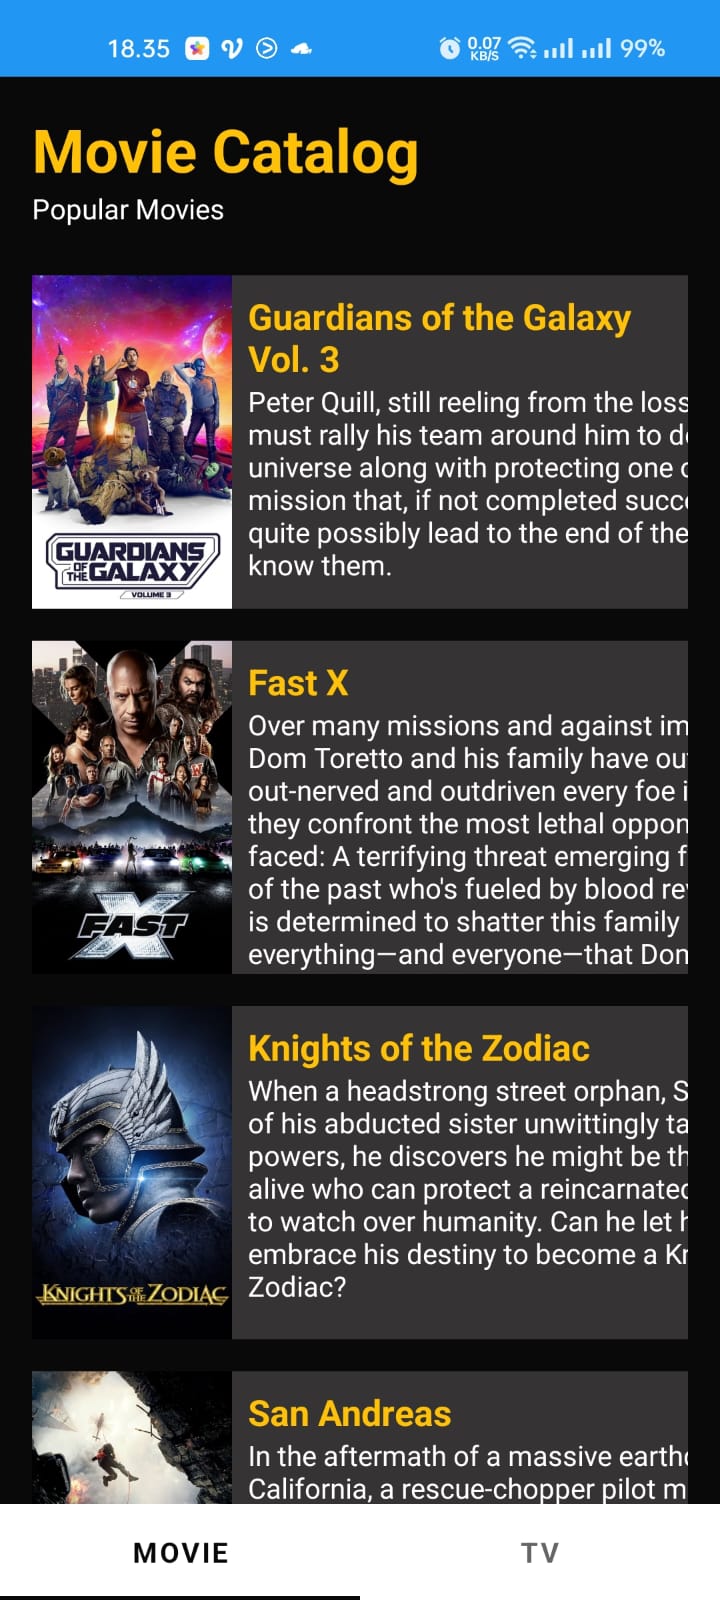 18.35
0.07
KB/S
99%
Movie Catalog
Popular Movies
GUARDIANS
OF
THE GALAXY
VOLUME 3
Guardians of the Galaxy
Vol. 3
Peter Quill, still reeling from the loss
must rally his team around him to d
universe along with protecting one
mission that, if not completed succ
quite possibly lead to the end of the
know them.
FAST X
Fast X
Over many missions and against im
Dom Toretto and his family have ou
out-nerved and outdriven every foe i
they confront the most lethal oppon
faced: A terrifying threat emerging f
of the past who's fueled by blood re
is determined to shatter this family
everything—and everyone—that Dom
KNIGHTS OF THE ZODIAC
Knights of the Zodiac
When a headstrong street orphan, S
of his abducted sister unwittingly ta
powers, he discovers he might be th
alive who can protect a reincarnated
to watch over humanity. Can he let h
embrace his destiny to become a Kn
Zodiac?
San Andreas
In the aftermath of a massive earth
California, a rescue-chopper pilot m
MOVIE
TV